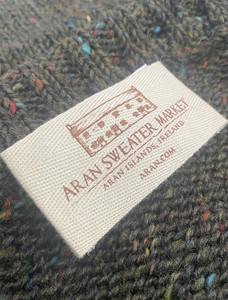 ARAN SWEATER MARKET
ARAN ISLANDS, IRELAND
ARAN.COM